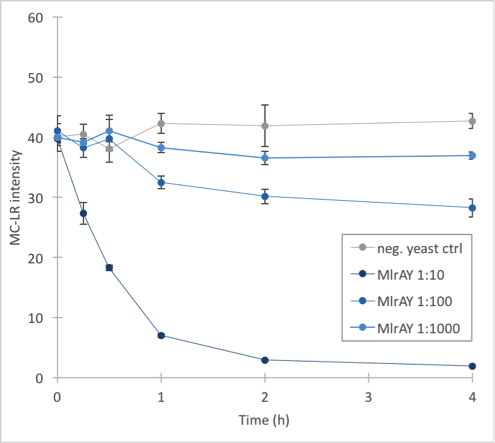 60
50
40
30
20
10
0
MC-LR intensity
0 1 2 3 4
Time (h)
neg. yeast ctrl
MlrAY 1:10
MlrAY 1:100
MlrAY 1:1000